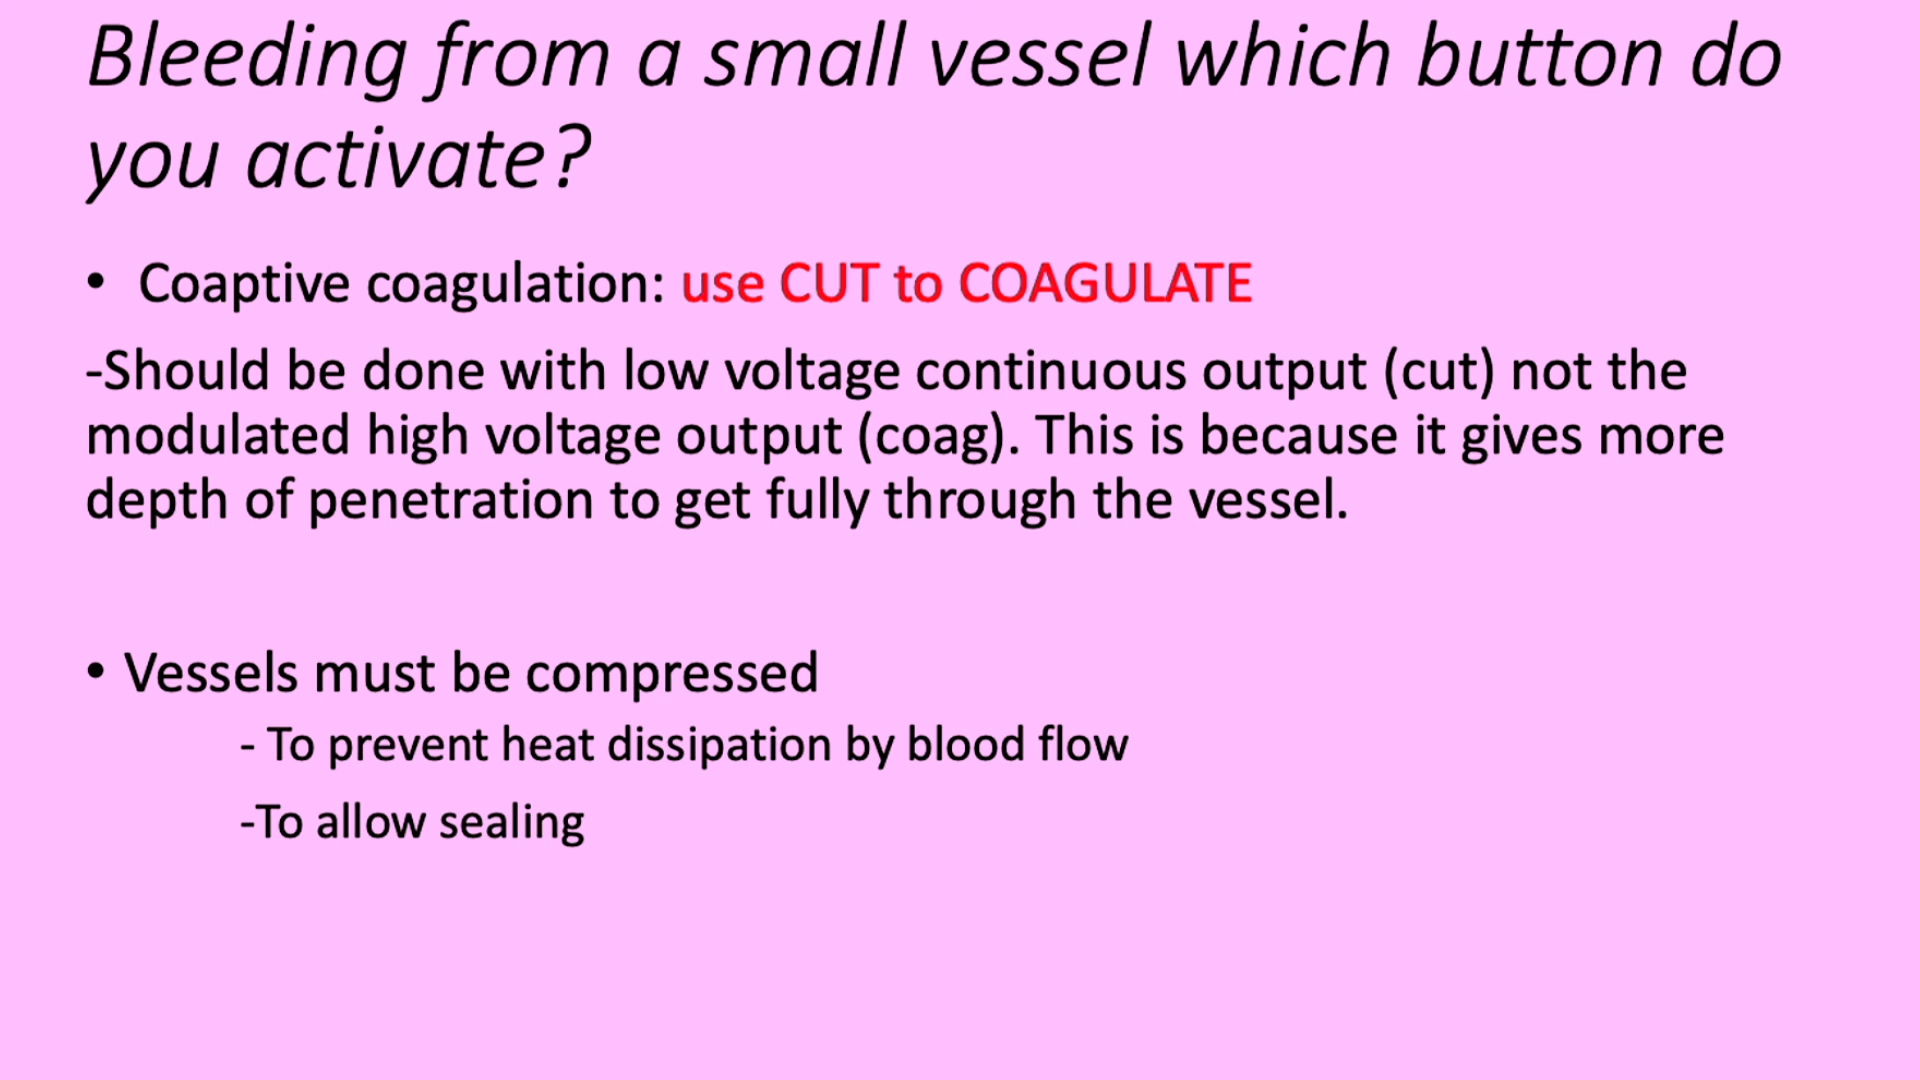 Bleeding from a small vessel which button do
you activate?
• Coaptive coagulation: use CUT to COAGULATE
-Should be done with low voltage continuous output (cut) not the
modulated high voltage output (coag). This is because it gives more
depth of penetration to get fully through the vessel.
• Vessels must be compressed
- To prevent heat dissipation by blood flow
-To allow sealing